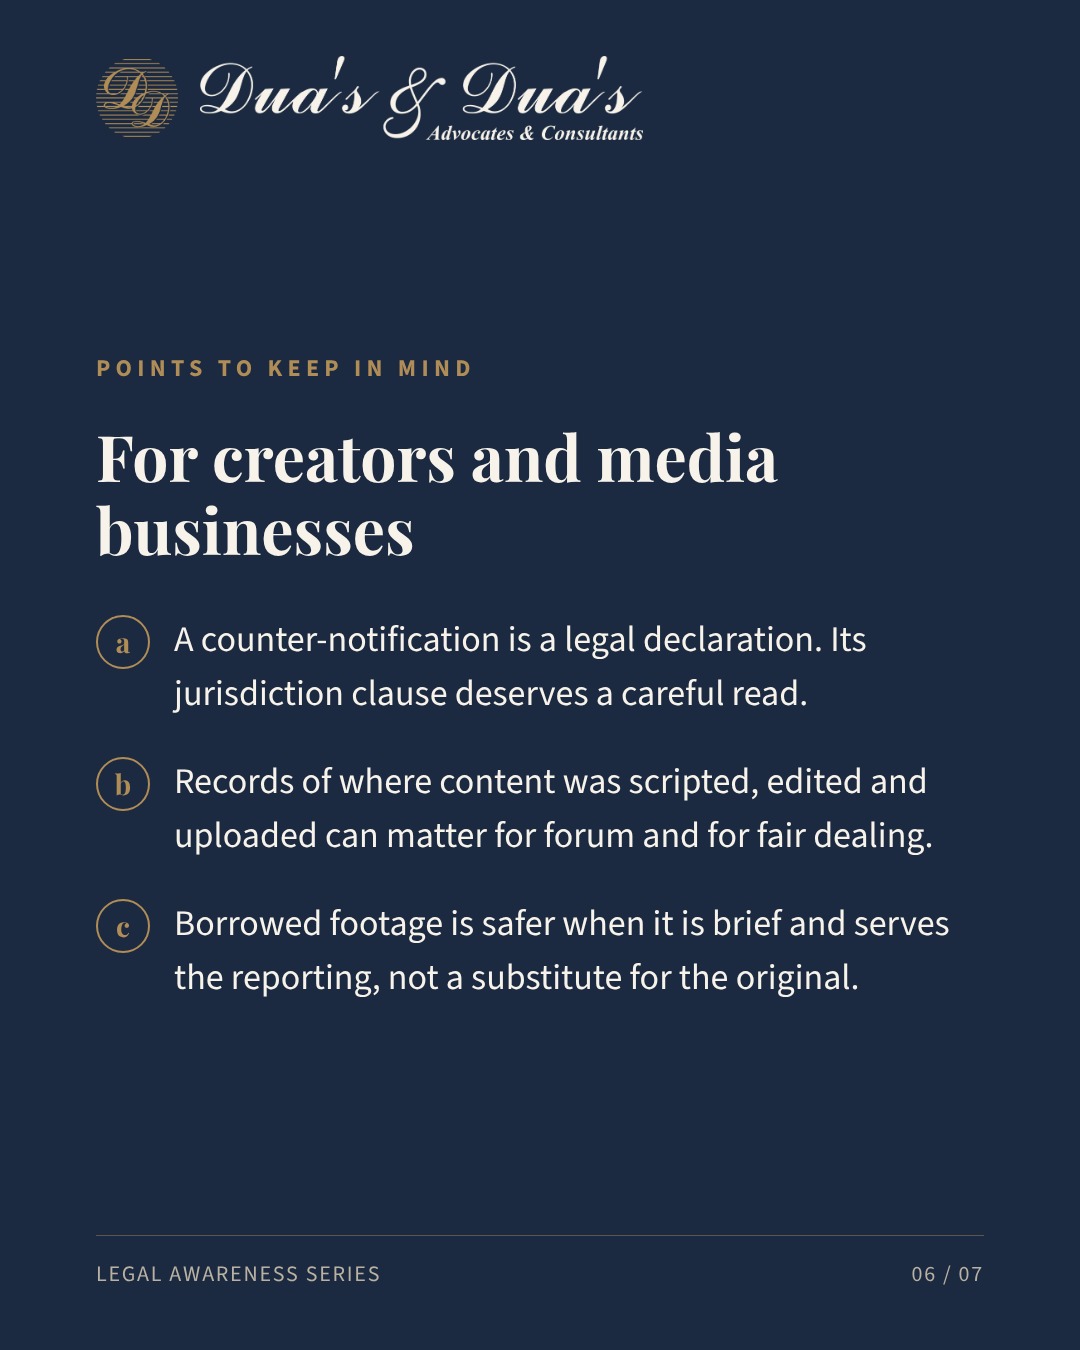 DD
Dua's & Dua's
Advocates & Consultants
POINTS TO KEEP IN MIND
For creators and media
businesses
a A counter-notification is a legal declaration. Its
jurisdiction clause deserves a careful read.
b Records of where content was scripted, edited and
uploaded can matter for forum and for fair dealing.
c Borrowed footage is safer when it is brief and serves
the reporting, not a substitute for the original.
LEGAL AWARENESS SERIES
06 / 07